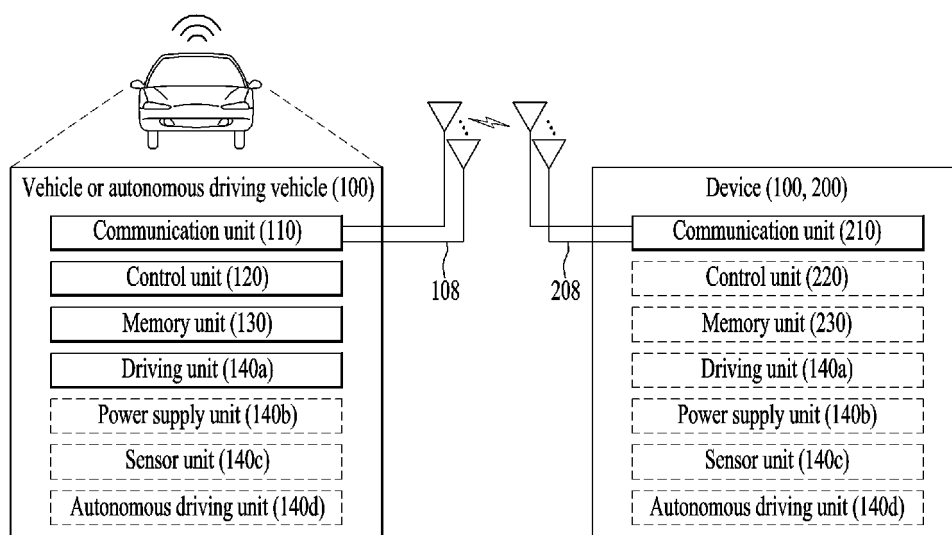 Vehicle or autonomous driving vehicle (100)
Communication unit (110)
Control unit (120)
Memory unit (130)
Driving unit (140a)
Power supply unit (140b)
Sensor unit (140c)
Autonomous driving unit (140d)
108
208
Device (100, 200)
Communication unit (210)
Control unit (220)
Memory unit (230)
Driving unit (140a)
Power supply unit (140b)
Sensor unit (140c)
Autonomous driving unit (140d)